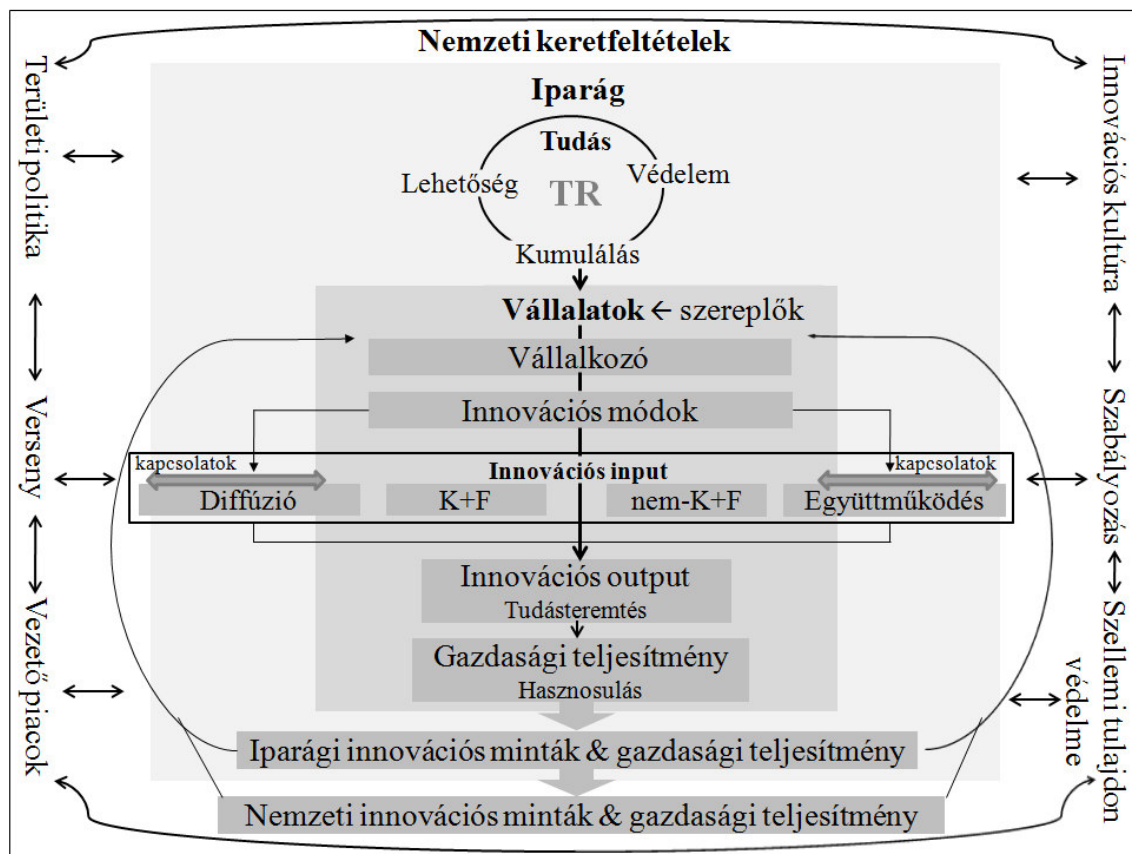 Nemzeti keretfeltételek
Területi politika
Verseny
Vezető piacok
Iparág
Tudás
Lehetőség
TR
Védelem
Kumulálás
Vállalatok ← szereplők
Vállalkozó
Innovációs módok
kapcsolatok
Innovációs input
kapcsolatok
Diffúzió
K+F
nem-K+F
Együttműködés
Innovációs output
Tudásteremtés
Gazdasági teljesítmény
Hasznosulás
Iparági innovációs minták & gazdasági teljesítmény
Nemzeti innovációs minták & gazdasági teljesítmény
Innovációs kultúra
Szabályozás
Szellemi tulajdon
védelme